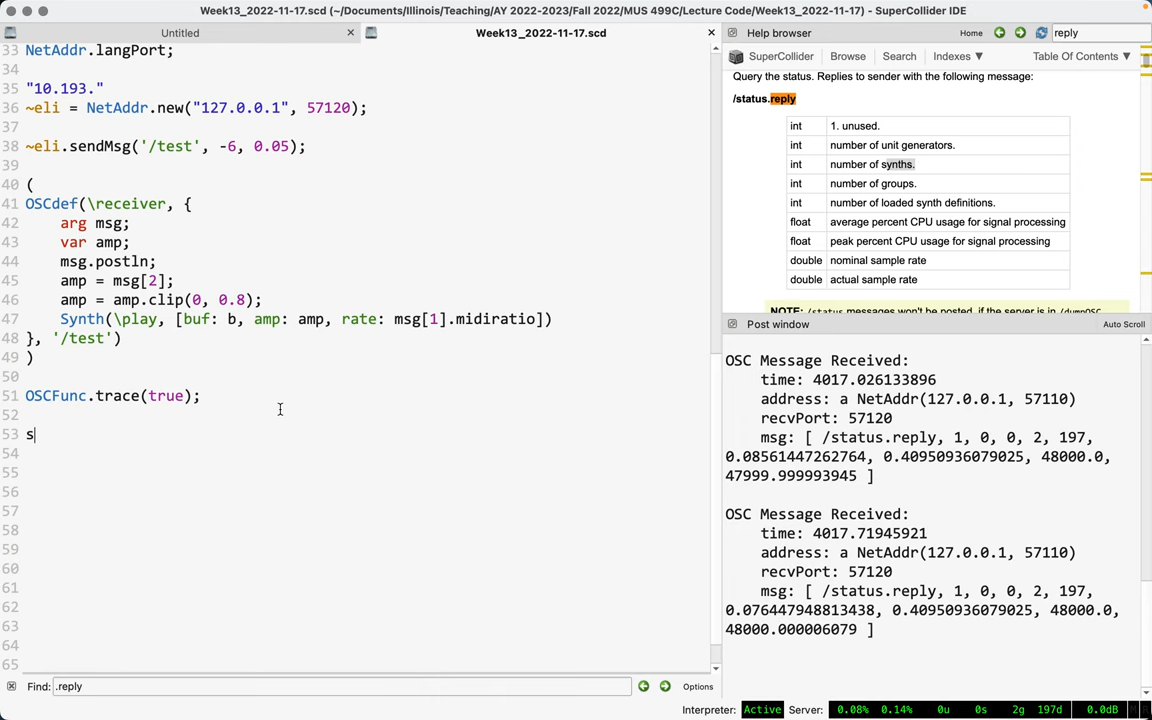 Week13_2022-11-17.scd (~/Documents/Illinois/Teaching/AY 2022-2023/Fall 2022/MUS 499C/Lecture Code/Week13_2022-11-17) - SuperCollider IDE
Untitled
Week13_2022-11-17.scd
33 NetAddr.langPort;
34
35 "10.193."
36 ~eli = NetAddr.new("127.0.0.1", 57120);
37
38 ~eli.sendMsg('/test', -6, 0.05);
39
40 (
41 OSCdef(\receiver, {
42 arg msg;
43 var amp;
44 msg.postln;
45 amp = msg[2];
46 amp = amp.clip(0, 0.8);
47 Synth(\play, [buf: b, amp: amp, rate: msg[1].midiratio])
48 }, '/test')
49 )
50
51 OSCFunc.trace(true);
52
53 s
54
55
56
57
58
59
60
61
62
63
64
65
Find: .reply
Options
Help browser
Home
reply
SuperCollider Browse Search Indexes ▼ Table Of Contents ▼
Query the status. Replies to sender with the following message:
/status.reply
int 1. unused.
int number of unit generators.
int number of synths.
int number of groups.
int number of loaded synth definitions.
float average percent CPU usage for signal processing
float peak percent CPU usage for signal processing
double nominal sample rate
double actual sample rate
NOTE: /status messages won't be posted, if the server is in /dumpOSC
Post window
Auto Scroll
OSC Message Received:
time: 4017.026133896
address: a NetAddr(127.0.0.1, 57110)
recvPort: 57120
msg: [ /status.reply, 1, 0, 0, 2, 197,
0.08561447262764, 0.40950936079025, 48000.0,
47999.999993945 ]
OSC Message Received:
time: 4017.71945921
address: a NetAddr(127.0.0.1, 57110)
recvPort: 57120
msg: [ /status.reply, 1, 0, 0, 2, 197,
0.076447948813438, 0.40950936079025, 48000.0,
48000.000006079 ]
Interpreter: Active Server: 0.08% 0.14% 0u 0s 2g 197d 0.0dB M R